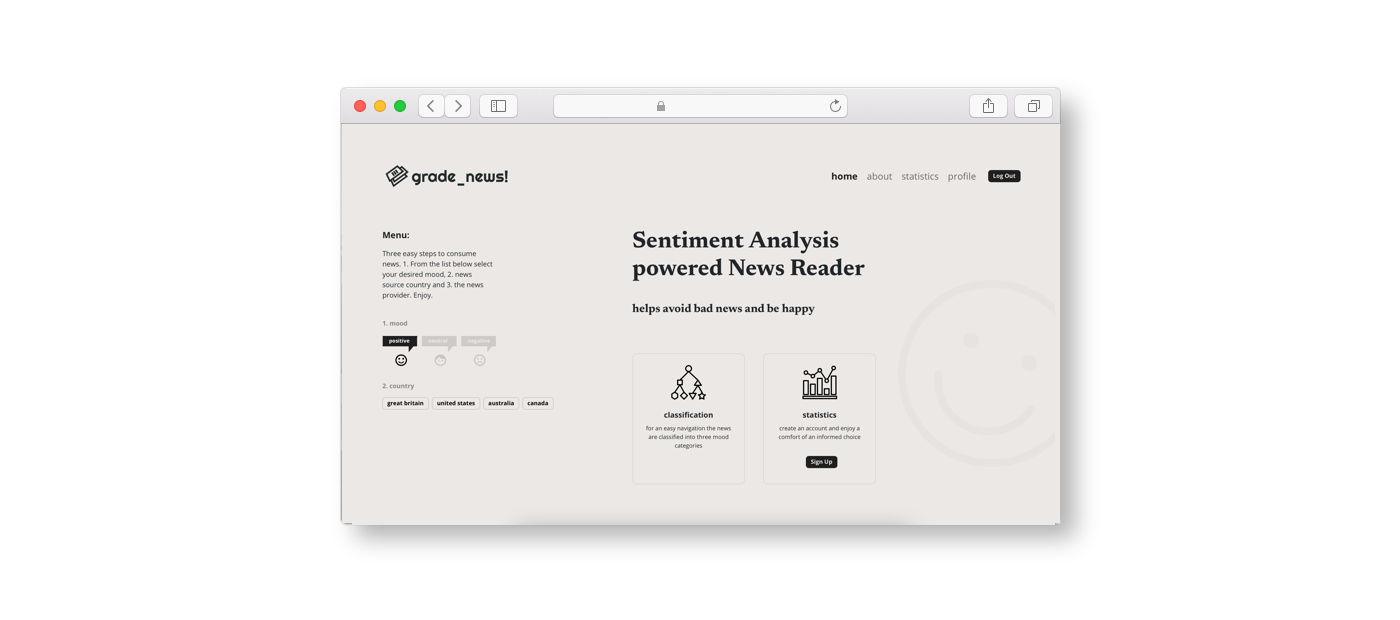 grade_news!
home about statistics profile Log Out
Menu:
Three easy steps to consume
news. 1. From the list below select
your desired mood, 2. news
source country and 3. the news
provider. Enjoy.
1. mood
positive neutral negative
2. country
great britain united states australia canada
Sentiment Analysis
powered News Reader
helps avoid bad news and be happy
classification
for an easy navigation the news
are classified into three mood
categories
statistics
create an account and enjoy a
comfort of an informed choice
Sign Up